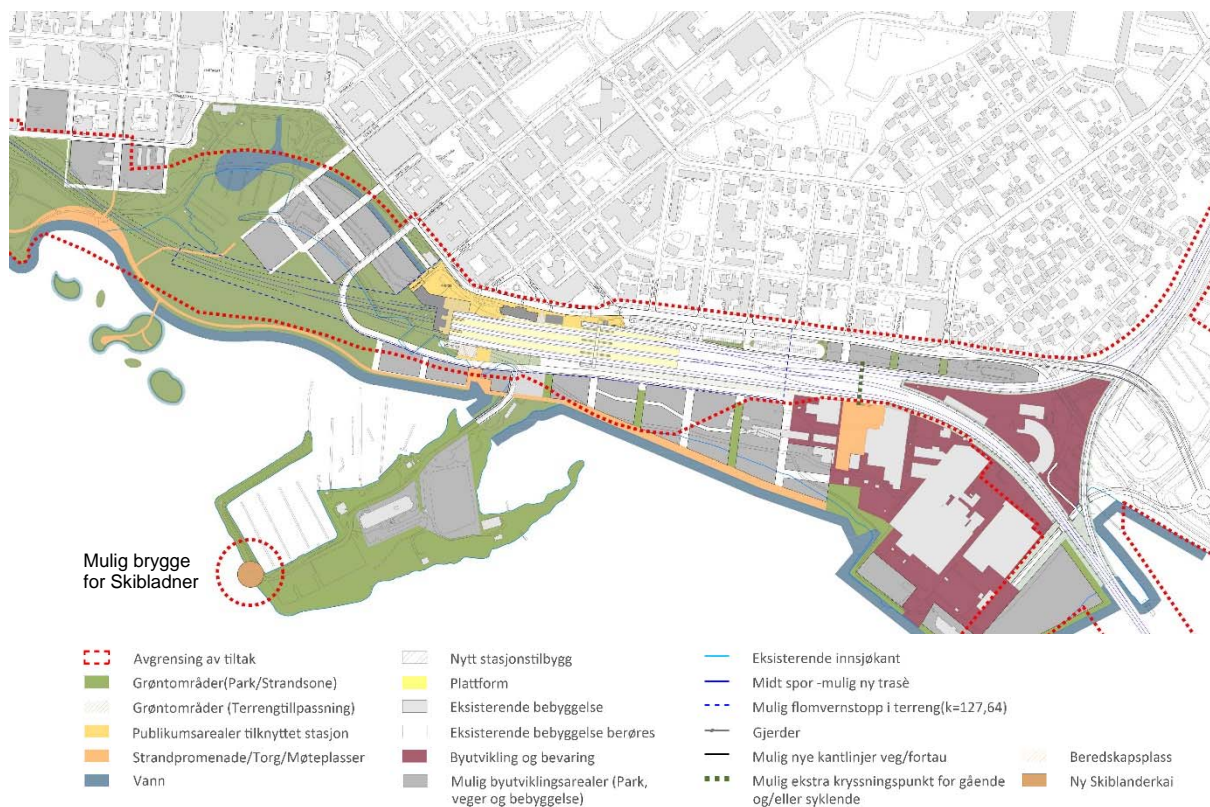 Mulig brygge
for Skibladner
Avgrensing av tiltak
Grøntområder(Park/Strandsone)
Grøntområder (Terrengtillpassning)
Publikumsarealer tilknyttet stasjon
Strandpromenade/Torg/Møteplasser
Vann
Nytt stasjonstilbygg
Plattform
Eksisterende bebyggelse
Eksisterende bebyggelse berøres
Byutvikling og bevaring
Mulig byutviklingsarealer (Park,
veger og bebyggelse)
Eksisterende innsjøkant
Midt spor -mulig ny trasè
Mulig flomvernstopp i terreng(k=127,64)
Gjerder
Mulig nye kantlinjer veg/fortau
Mulig ekstra kryssningspunkt for gående
og/eller syklende
Beredskapsplass
Ny Skiblanderkai